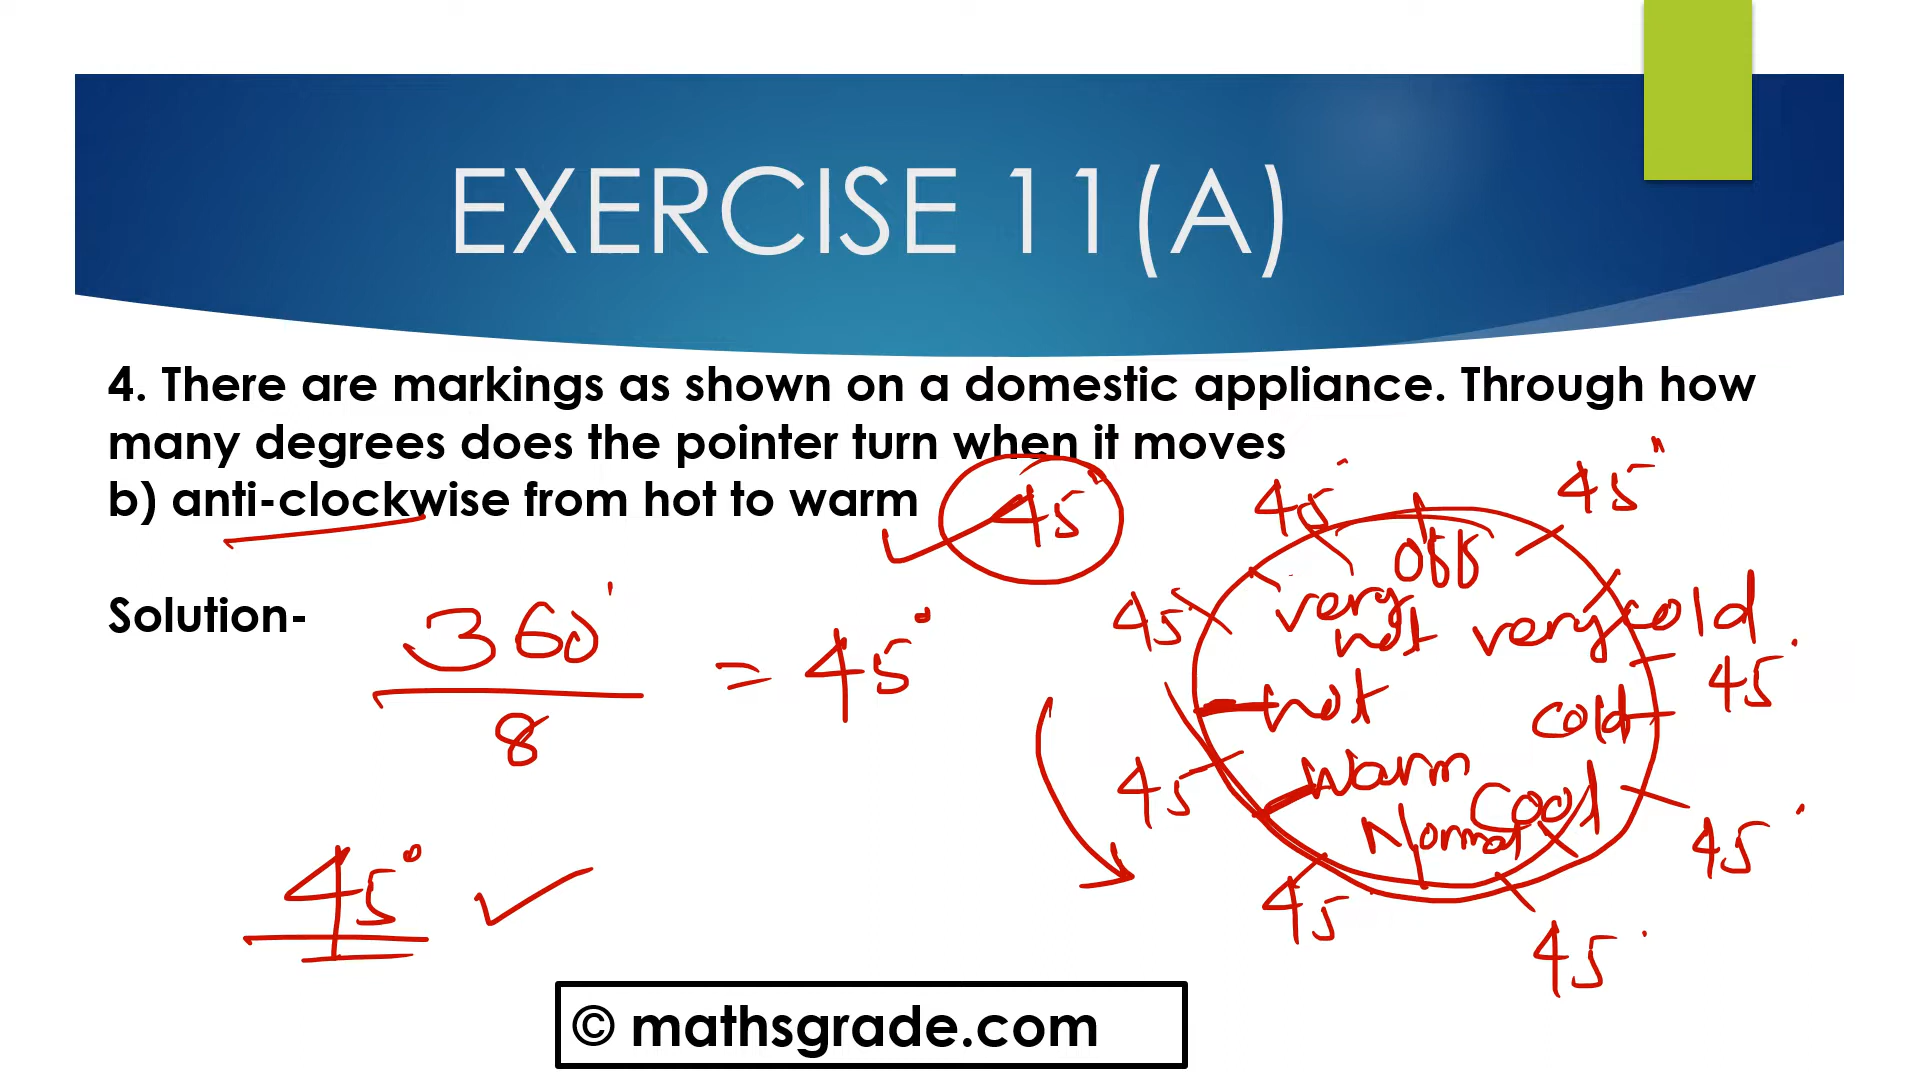 EXERCISE 11(A)
4. There are markings as shown on a domestic appliance. Through how
many degrees does the pointer turn when it moves
b) anti-clockwise from hot to warm
45°
Solution-
360°
8
= 45°
45°
45°
45°
off
45°
very
hot
very cold
45°
hot
cold
45
warm
cool
Normal
45°
45
45°
© mathsgrade.com